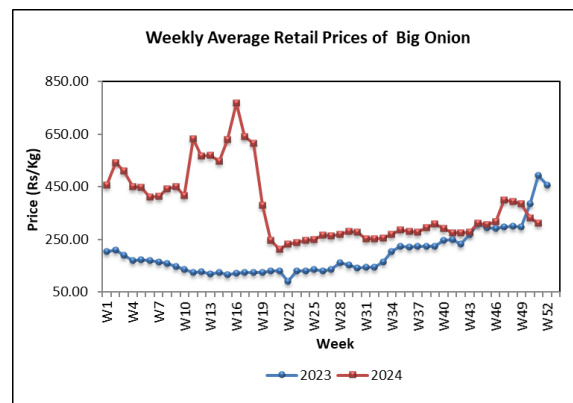 Weekly Average Retail Prices of Big Onion
850.00
650.00
450.00
250.00
50.00
Price (Rs/Kg)
W1
W4
W7
W10
W13
W16
W19
W22
W25
W28
W31
W34
W37
W40
W43
W46
W49
W52
Week
2023
2024